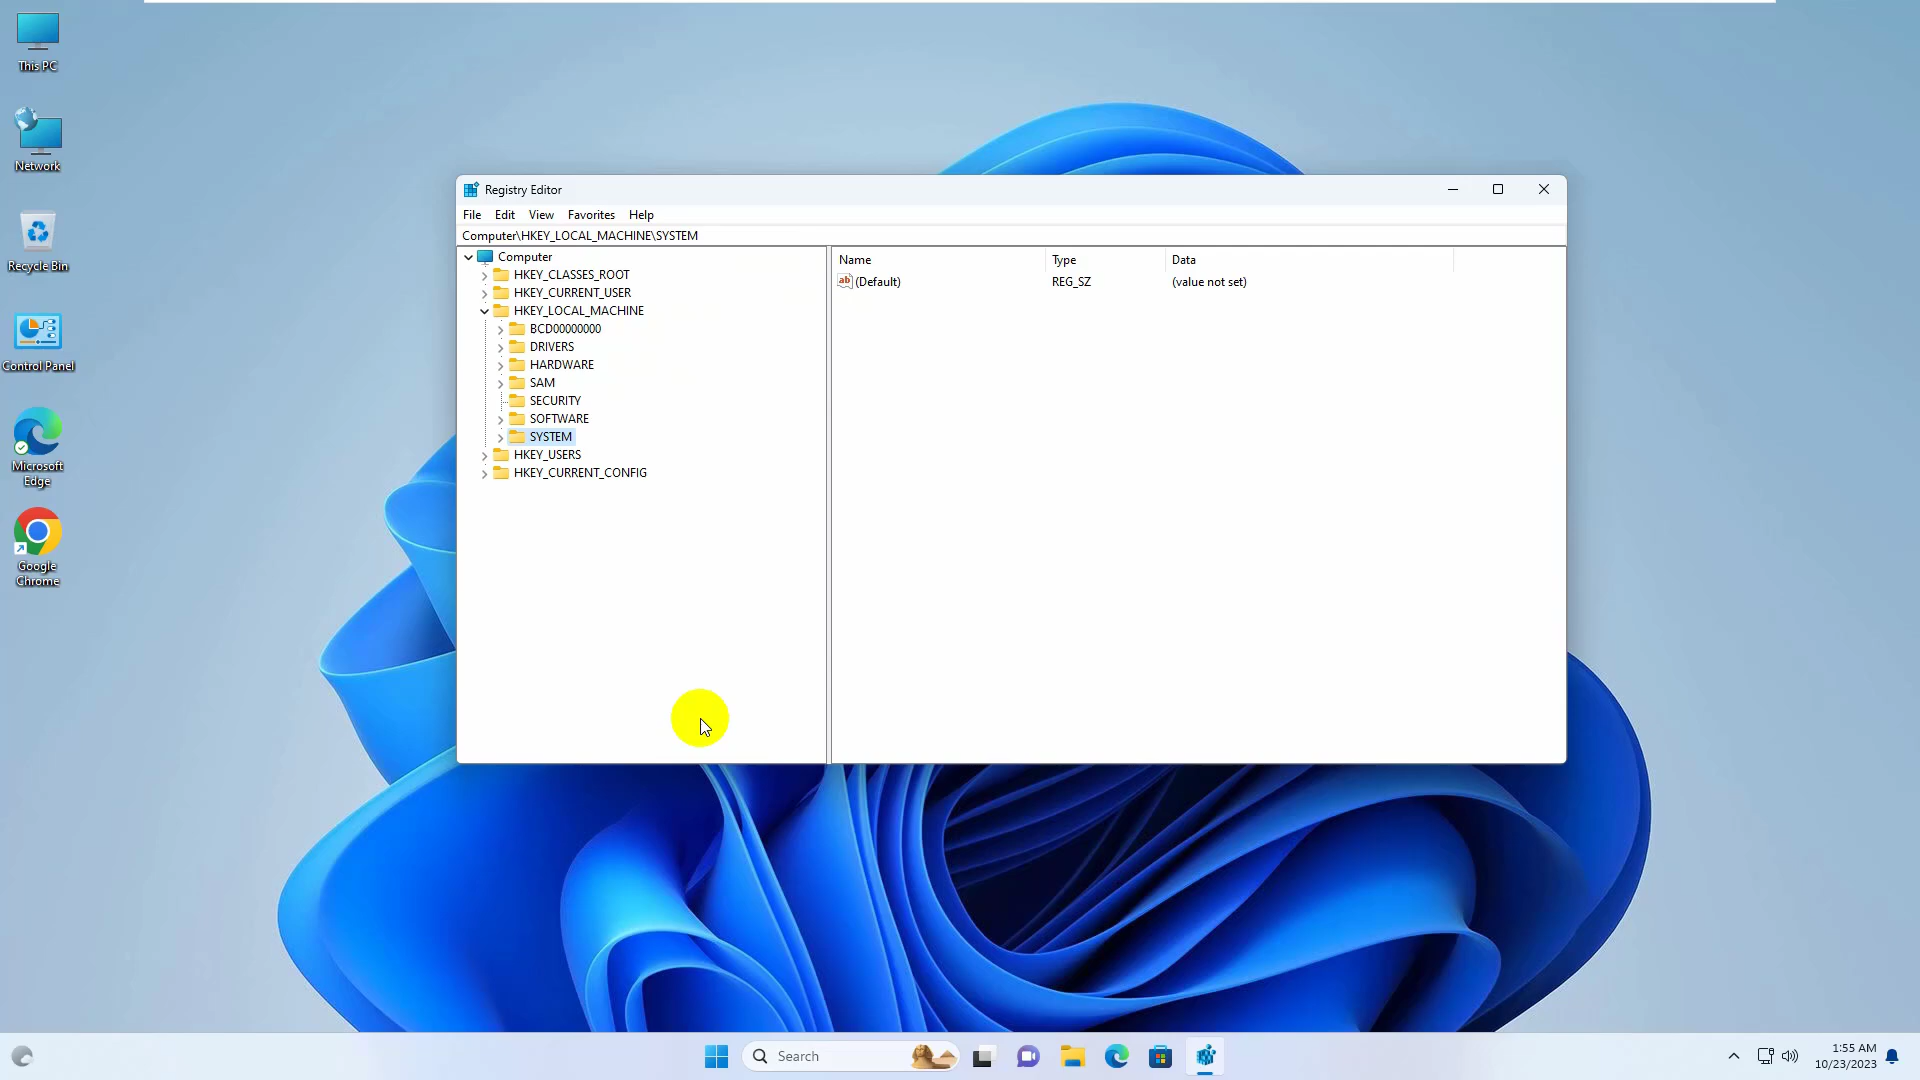 This PC
Network
Recycle Bin
Control Panel
Microsoft
Edge
Google
Chrome
Registry Editor
File Edit View Favorites Help
Computer\HKEY_LOCAL_MACHINE\SYSTEM
Computer
HKEY_CLASSES_ROOT
HKEY_CURRENT_USER
HKEY_LOCAL_MACHINE
BCD00000000
DRIVERS
HARDWARE
SAM
SECURITY
SOFTWARE
SYSTEM
HKEY_USERS
HKEY_CURRENT_CONFIG
Name Type Data
ab (Default) REG_SZ (value not set)
Search
1:55 AM
10/23/2023